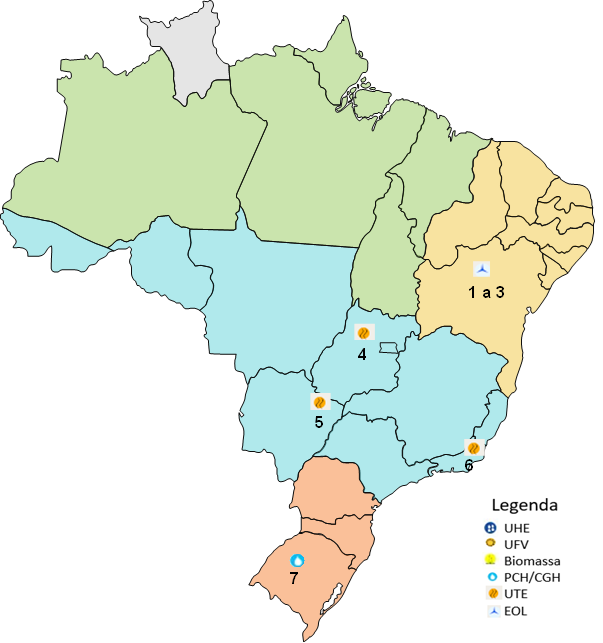 1 a 3
4
5
6
7
Legenda
UHE
UFV
Biomassa
PCH/CGH
UTE
EOL